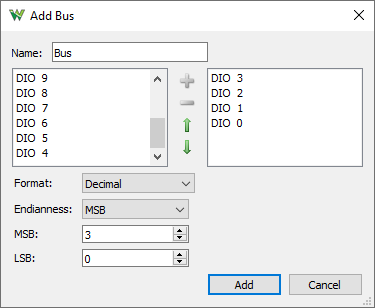 Add Bus
Name: Bus
DIO 9
DIO 8
DIO 7
DIO 6
DIO 5
DIO 4
DIO 3
DIO 2
DIO 1
DIO 0
Format: Decimal
Endianness: MSB
MSB: 3
LSB: 0
Add Cancel